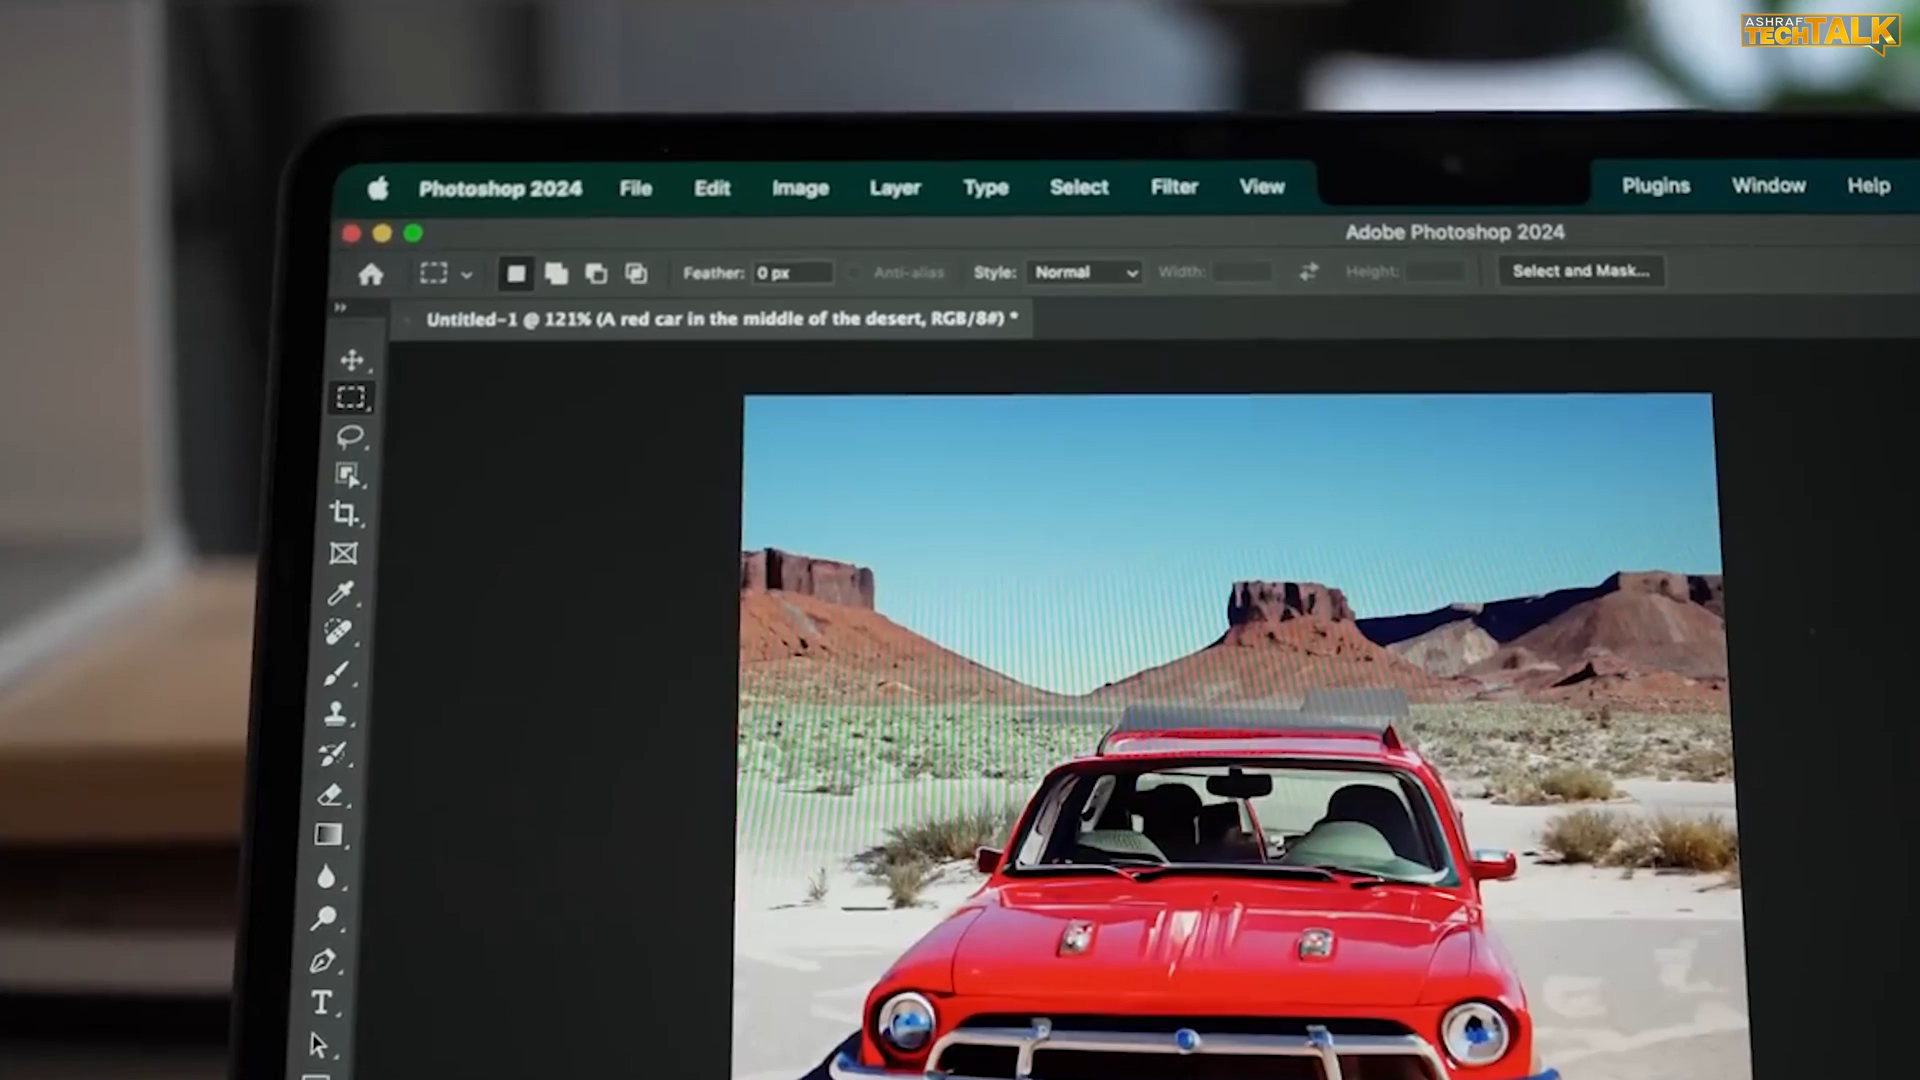 ASHRAF
TECHTALK
Photoshop 2024 File Edit Image Layer Type Select Filter View Plugins Window Help
Adobe Photoshop 2024
Feather: 0 px Anti-alias Style: Normal Width: Height: Select and Mask...
Untitled-1 @ 121% (A red car in the middle of the desert, RGB/8#) *